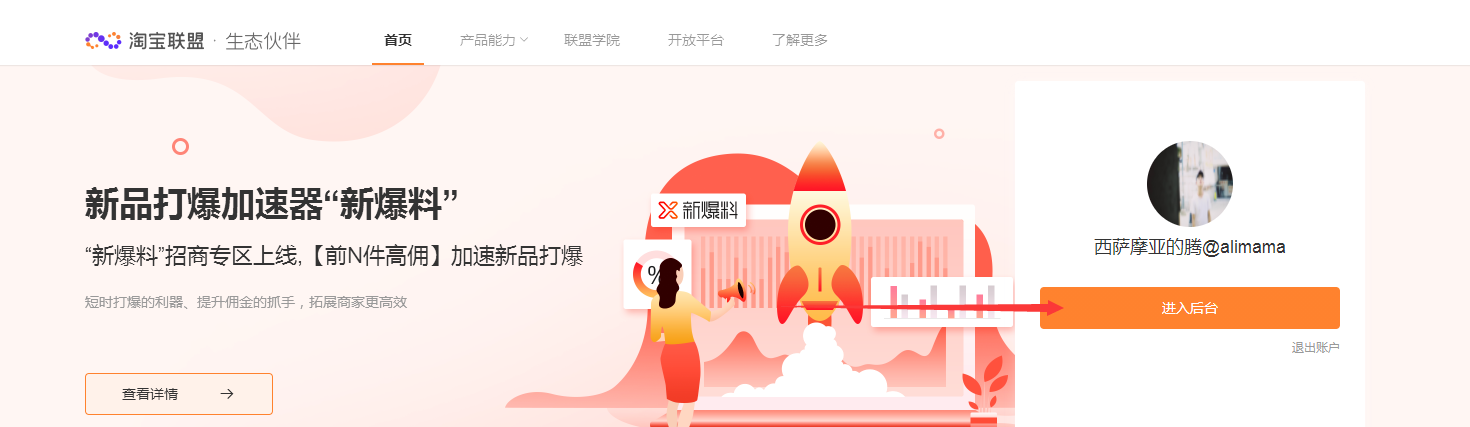 淘宝联盟 · 生态伙伴 首页 产品能力 联盟学院 开放平台 了解更多
新品打爆加速器“新爆料”
“新爆料”招商专区上线,【前N件高佣】加速新品打爆
短时打爆的利器、提升佣金的抓手，拓展商家更高效
查看详情 →
新爆料
%
西萨摩亚的腾@alimama
进入后台
退出账户